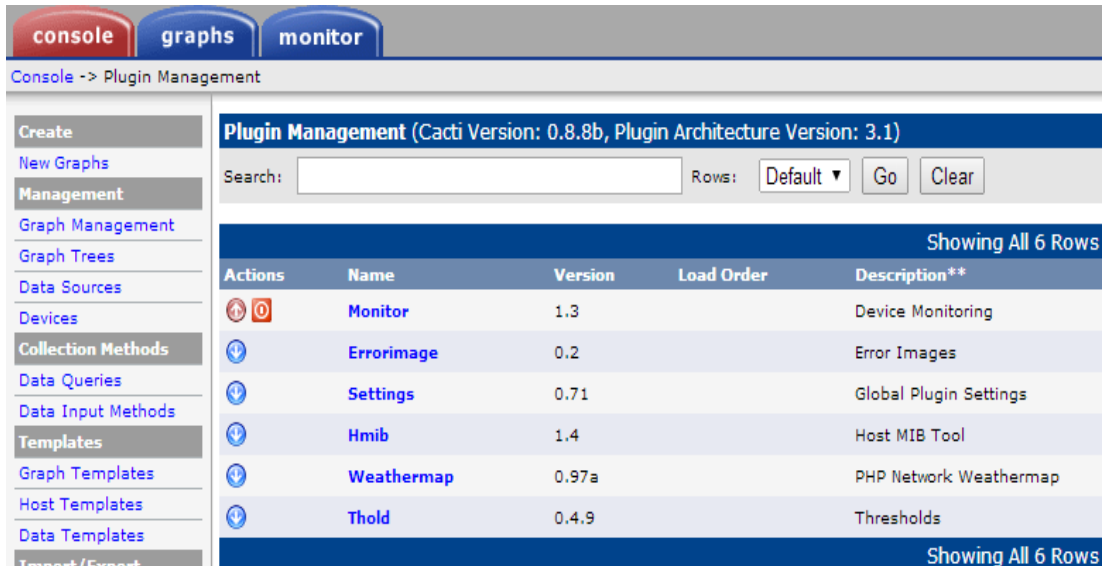 console graphs monitor
Console -> Plugin Management
Create
New Graphs
Management
Graph Management
Graph Trees
Data Sources
Devices
Collection Methods
Data Queries
Data Input Methods
Templates
Graph Templates
Host Templates
Data Templates
Import/Export
Plugin Management (Cacti Version: 0.8.8b, Plugin Architecture Version: 3.1)
Search: Rows: Default Go Clear
Showing All 6 Rows
Actions Name Version Load Order Description**
Monitor 1.3 Device Monitoring
Errorimage 0.2 Error Images
Settings 0.71 Global Plugin Settings
Hmib 1.4 Host MIB Tool
Weathermap 0.97a PHP Network Weathermap
Thold 0.4.9 Thresholds
Showing All 6 Rows